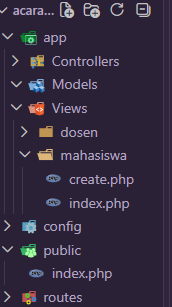 acara...
app
Controllers
Models
Views
dosen
mahasiswa
create.php
index.php
config
public
index.php
routes